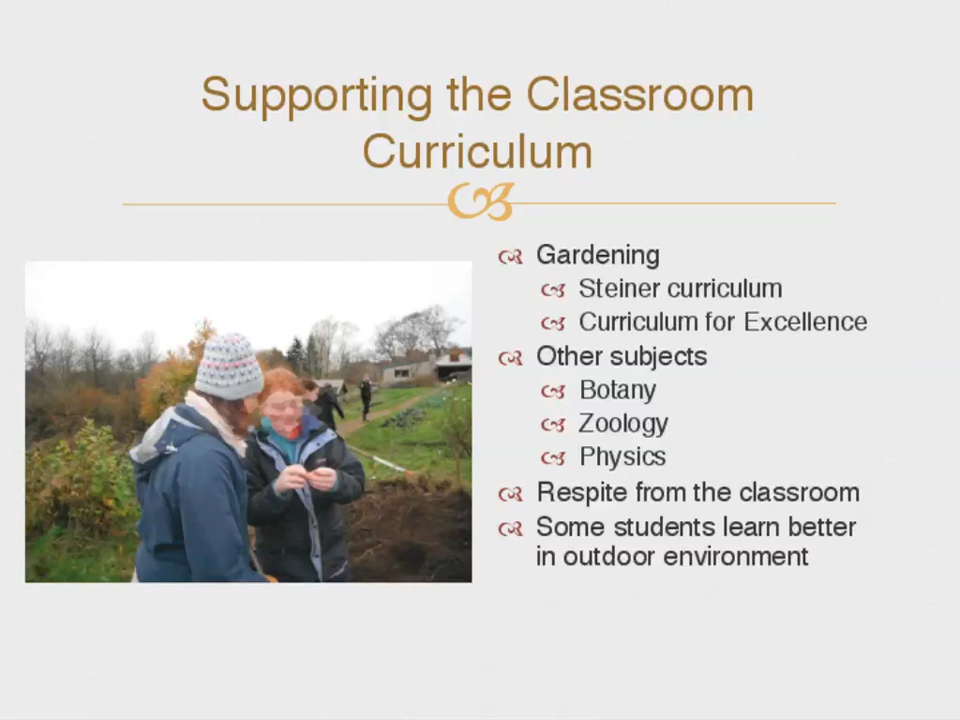 Supporting the Classroom
Curriculum
Gardening
Steiner curriculum
Curriculum for Excellence
Other subjects
Botany
Zoology
Physics
Respite from the classroom
Some students learn better
in outdoor environment